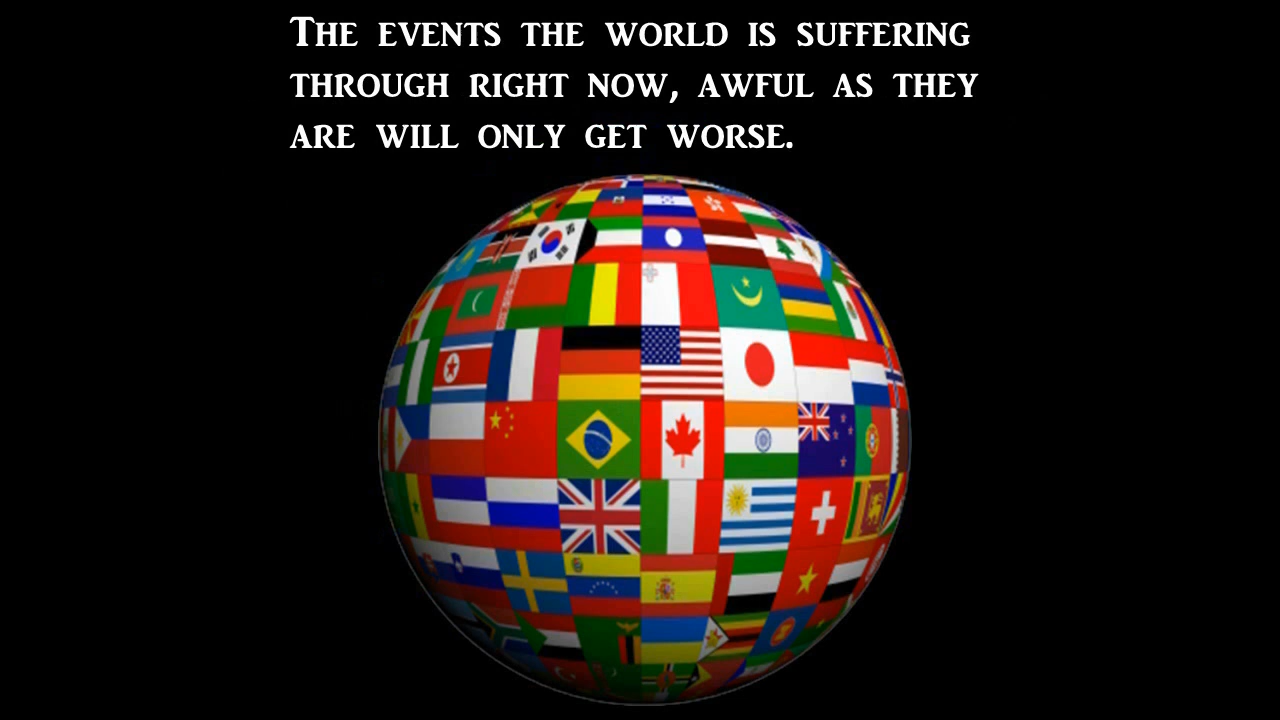 The events the world is suffering
through right now, awful as they
are will only get worse.